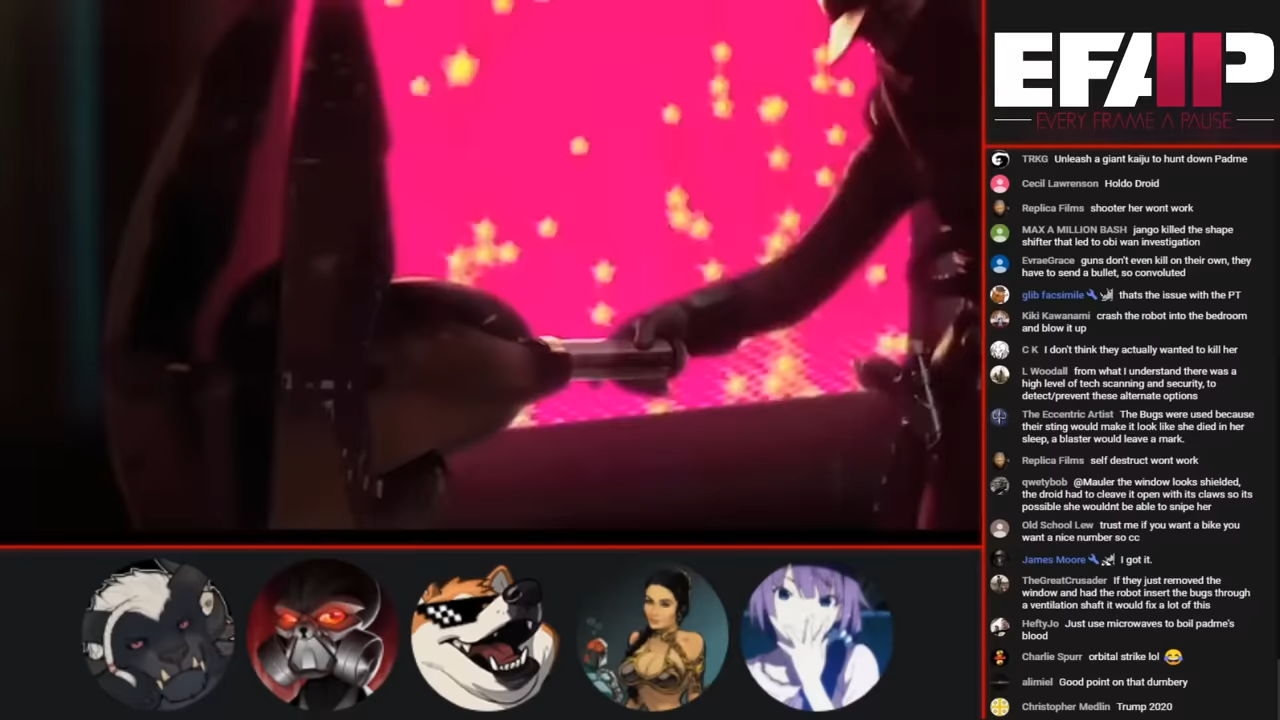 EFAP
EVERY FRAME A PAUSE
TRKG Unleash a giant kaiju to hunt down Padme
Cecil Lawrenson Holdo Droid
Replica Films shooter her wont work
MAX A MILLION BASH jango killed the shape
shifter that led to obi wan investigation
EvraeGrace guns don't even kill on their own, they
have to send a bullet, so convoluted
glib facsimile thats the issue with the PT
Kiki Kawanami crash the robot into the bedroom
and blow it up
C K I don't think they actually wanted to kill her
L Woodall from what I understand there was a
high level of tech scanning and security, to
detect/prevent these alternate options
The Eccentric Artist The Bugs were used because
their sting would make it look like she died in her
sleep, a blaster would leave a mark.
Replica Films self destruct wont work
qwetybob @Mauler the window looks shielded,
the droid had to cleave it open with its claws so its
possible she wouldnt be able to snipe her
Old School Lew trust me if you want a bike you
want a nice number so cc
James Moore I got it.
TheGreatCrusader If they just removed the
window and had the robot insert the bugs through
a ventilation shaft it would fix a lot of this
HeftyJo Just use microwaves to boil padme's
blood
Charlie Spurr orbital strike lol 😂
alimiel Good point on that dumbery
Christopher Medlin Trump 2020